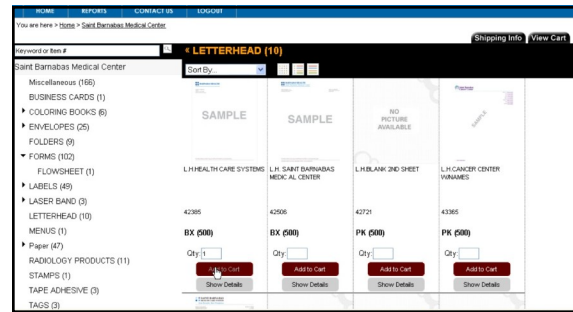 HOME REPORTS CONTACT US LOGOUT
You are here > Home > Saint Barnabas Medical Center
Shipping Info View Cart
Keyword or Item #
« LETTERHEAD (10)
Saint Barnabas Medical Center
Sort By...
Miscellaneous (166)
BUSINESS CARDS (1)
COLORING BOOKS (6)
ENVELOPES (25)
FOLDERS (9)
FORMS (102)
FLOWSHEET (1)
LABELS (49)
LASER BAND (3)
LETTERHEAD (10)
MENUS (1)
Paper (47)
RADIOLOGY PRODUCTS (11)
STAMPS (1)
TAPE ADHESIVE (3)
TAGS (3)
SAMPLE
L.H.HEALTH CARE SYSTEMS
42385
BX (500)
Qty: 1
Add to Cart
Show Details
SAMPLE
L.H. SAINT BARNABAS
MEDIC AL CENTER
42506
BX (500)
Qty:
Add to Cart
Show Details
NO
PICTURE
AVAILABLE
L.H.BLANK 2ND SHEET
42721
PK (500)
Qty:
Add to Cart
Show Details
SAMPLE
L.H.CANCER CENTER
W/NAMES
43365
PK (500)
Qty:
Add to Cart
Show Details